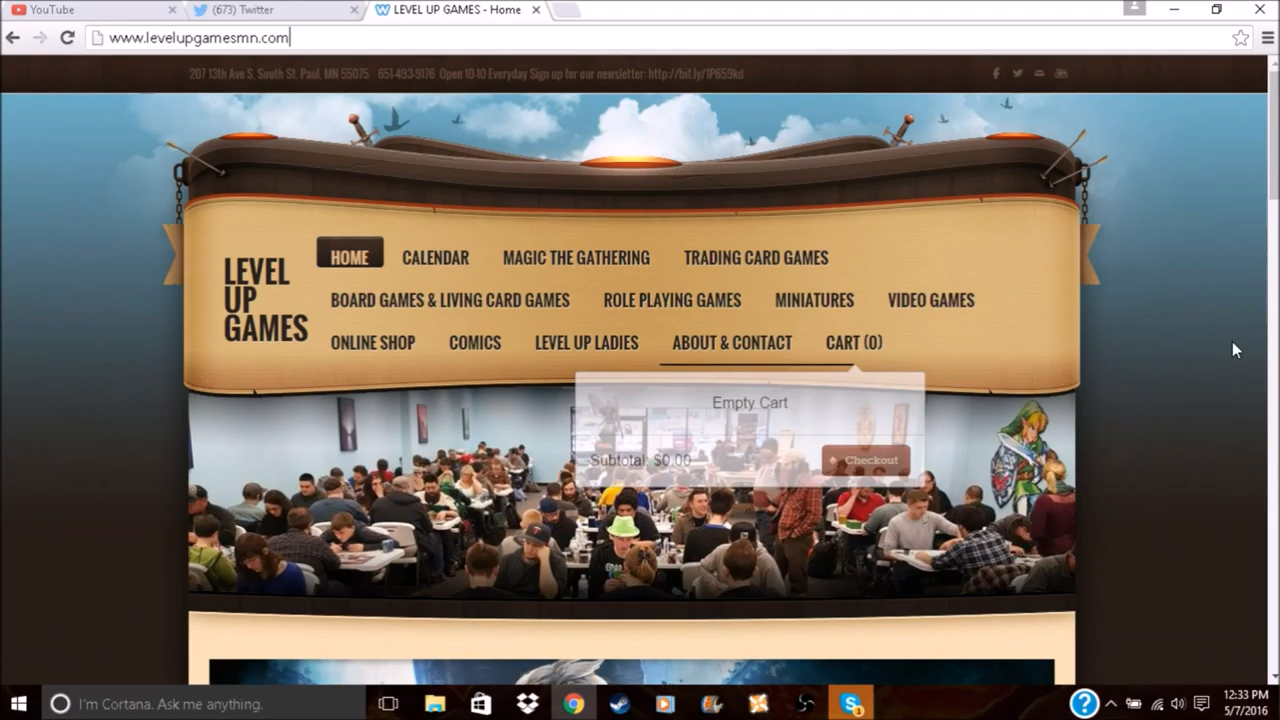 YouTube
(673) Twitter
LEVEL UP GAMES - Home
www.levelupgamesmn.com
207 13th Ave S, South St. Paul, MN 55075. 651-493-9176 Open 10-10 Everyday Sign up for our newsletter: http://bit.ly/1P659kd
LEVEL
UP
GAMES
HOME CALENDAR MAGIC THE GATHERING TRADING CARD GAMES
BOARD GAMES & LIVING CARD GAMES ROLE PLAYING GAMES MINIATURES VIDEO GAMES
ONLINE SHOP COMICS LEVEL UP LADIES ABOUT & CONTACT CART (0)
Empty Cart
Subtotal: $0.00
Checkout
I'm Cortana. Ask me anything.
12:33 PM
5/7/2016